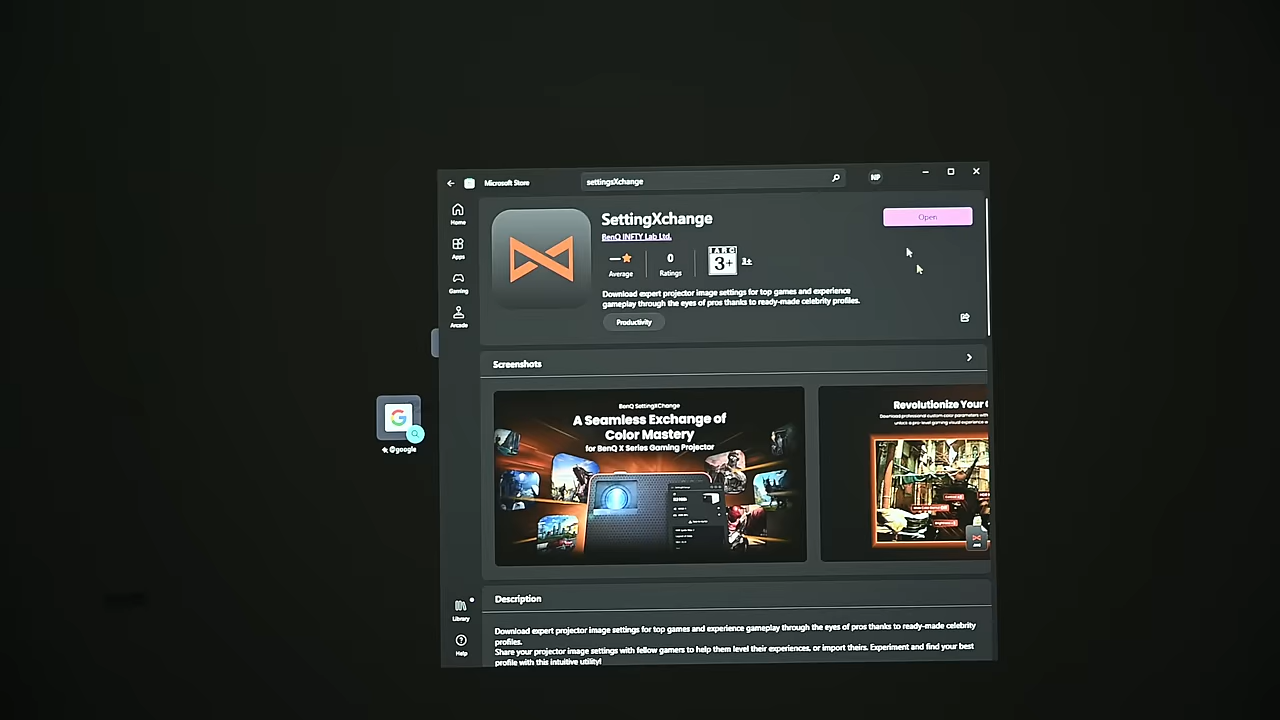 Microsoft Store
settingsXchange
NP
Home
Apps
Gaming
Arcade
Library
Help
SettingXchange
BenQ INFTY Lab Ltd.
Open
Average
0
Ratings
IARC
3+
3+
Download expert projector image settings for top games and experience
gameplay through the eyes of pros thanks to ready-made celebrity profiles.
Productivity
Screenshots
BenQ SettingXchange
A Seamless Exchange of
Color Mastery
for BenQ X Series Gaming Projector
Revolutionize Your
@google
Description
Download expert projector image settings for top games and experience gameplay through the eyes of pros thanks to ready-made celebrity
profiles.
Share your projector image settings with fellow gamers to help them level their experiences, or import theirs. Experiment and find your best
profile with this intuitive utility!